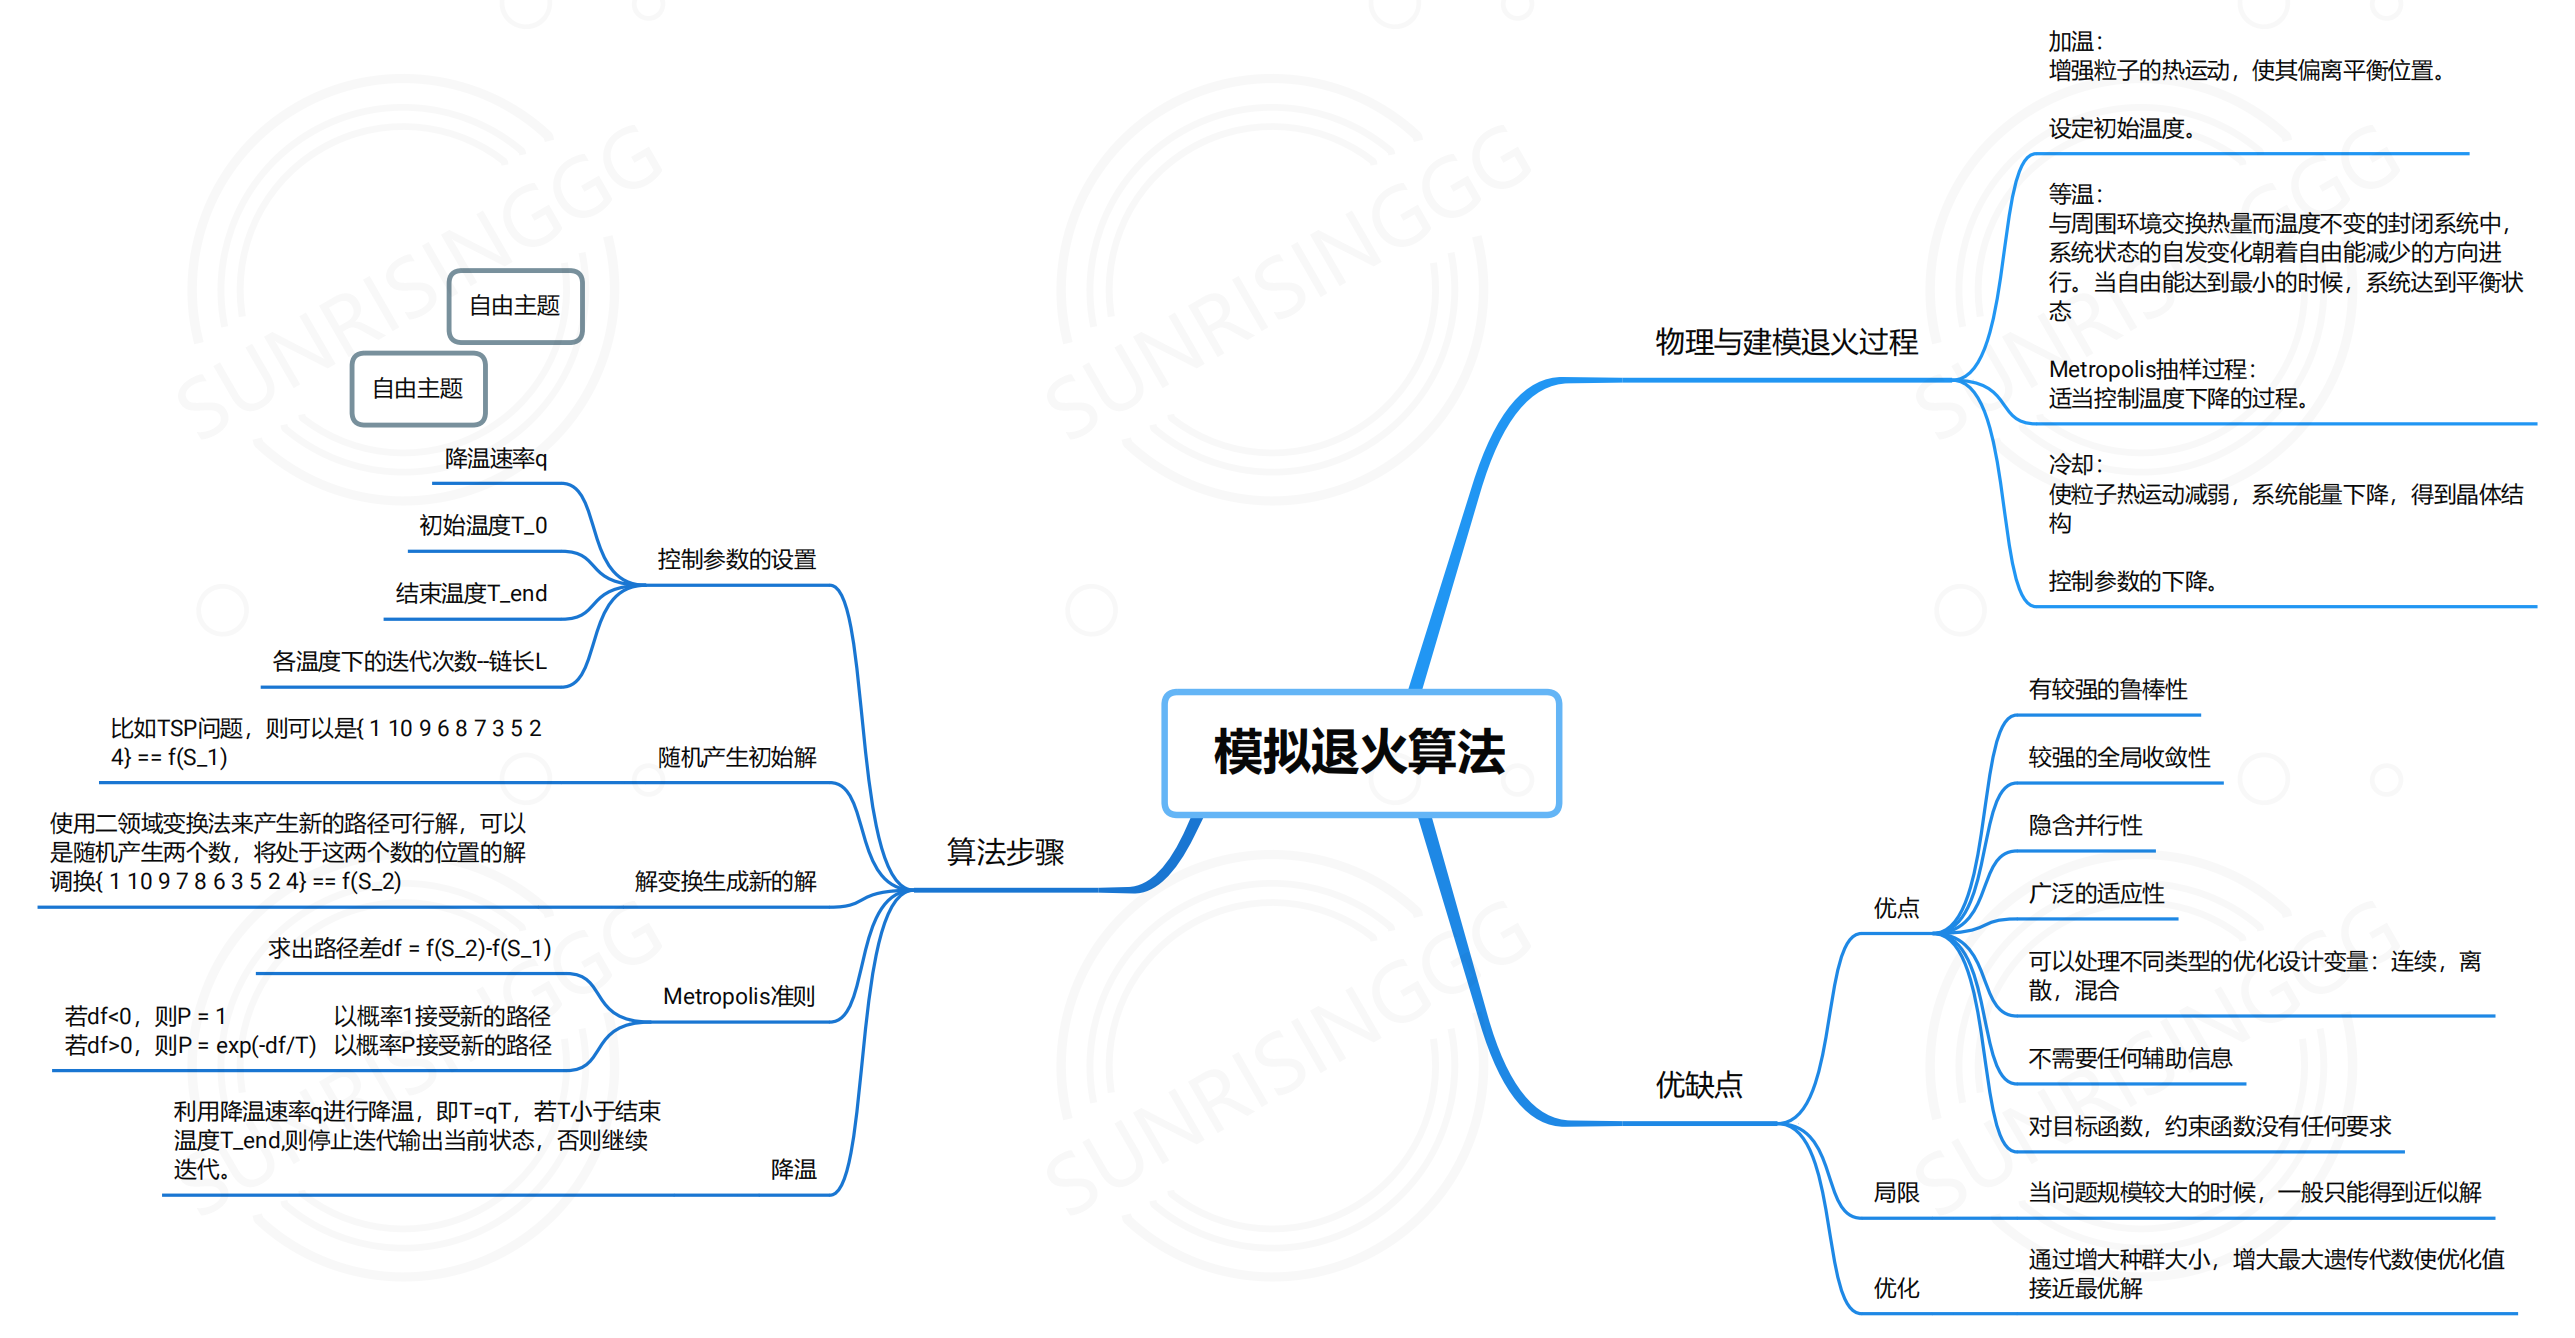 模拟退火算法
物理与建模退火过程
加温：
增强粒子的热运动，使其偏离平衡位置。
设定初始温度。
等温：
与周围环境交换热量而温度不变的封闭系统中，
系统状态的自发变化朝着自由能减少的方向进
行。当自由能达到最小的时候，系统达到平衡状
态
Metropolis抽样过程：
适当控制温度下降的过程。
冷却：
使粒子热运动减弱，系统能量下降，得到晶体结
构
控制参数的下降。
优缺点
优点
有较强的鲁棒性
较强的全局收敛性
隐含并行性
广泛的适应性
可以处理不同类型的优化设计变量：连续，离
散，混合
不需要任何辅助信息
对目标函数，约束函数没有任何要求
局限
当问题规模较大的时候，一般只能得到近似解
优化
通过增大种群大小，增大最大遗传代数使优化值
接近最优解
算法步骤
控制参数的设置
降温速率q
初始温度T_0
结束温度T_end
各温度下的迭代次数--链长L
随机产生初始解
比如TSP问题，则可以是{ 1 10 9 6 8 7 3 5 2
4} == f(S_1)
解变换生成新的解
使用二领域变换法来产生新的路径可行解，可以
是随机产生两个数，将处于这两个数的位置的解
调换{ 1 10 9 7 8 6 3 5 2 4} == f(S_2)
Metropolis准则
求出路径差df = f(S_2)-f(S_1)
若df<0，则P = 1 以概率1接受新的路径
若df>0，则P = exp(-df/T) 以概率P接受新的路径
降温
利用降温速率q进行降温，即T=qT，若T小于结束
温度T_end,则停止迭代输出当前状态，否则继续
迭代。
自由主题
自由主题
SUNRISINGGG
SUNRISINGGG
SUNRISINGGG
SUNRISINGGG
SUNRISINGGG
SUNRISINGGG